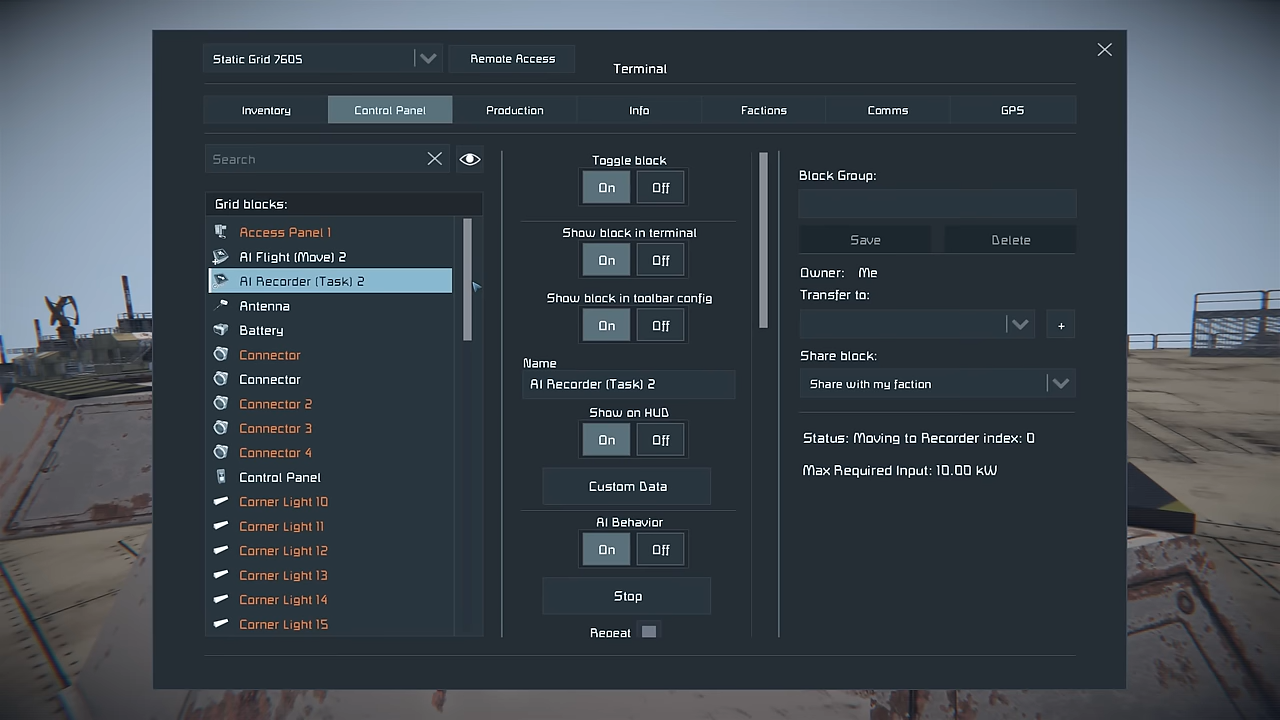 Static Grid 7605
Remote Access
Terminal
Inventory
Control Panel
Production
Info
Factions
Comms
GPS
Search
Grid blocks:
Access Panel 1
AI Flight (Move) 2
AI Recorder (Task) 2
Antenna
Battery
Connector
Connector
Connector 2
Connector 3
Connector 4
Control Panel
Corner Light 10
Corner Light 11
Corner Light 12
Corner Light 13
Corner Light 14
Corner Light 15
Toggle block
On Off
Show block in terminal
On Off
Show block in toolbar config
On Off
Name
AI Recorder (Task) 2
Show on HUD
On Off
Custom Data
AI Behavior
On Off
Stop
Repeat
Block Group:
Save Delete
Owner: Me
Transfer to:
+
Share block:
Share with my faction
Status: Moving to Recorder index: 0
Max Required Input: 10.00 kW